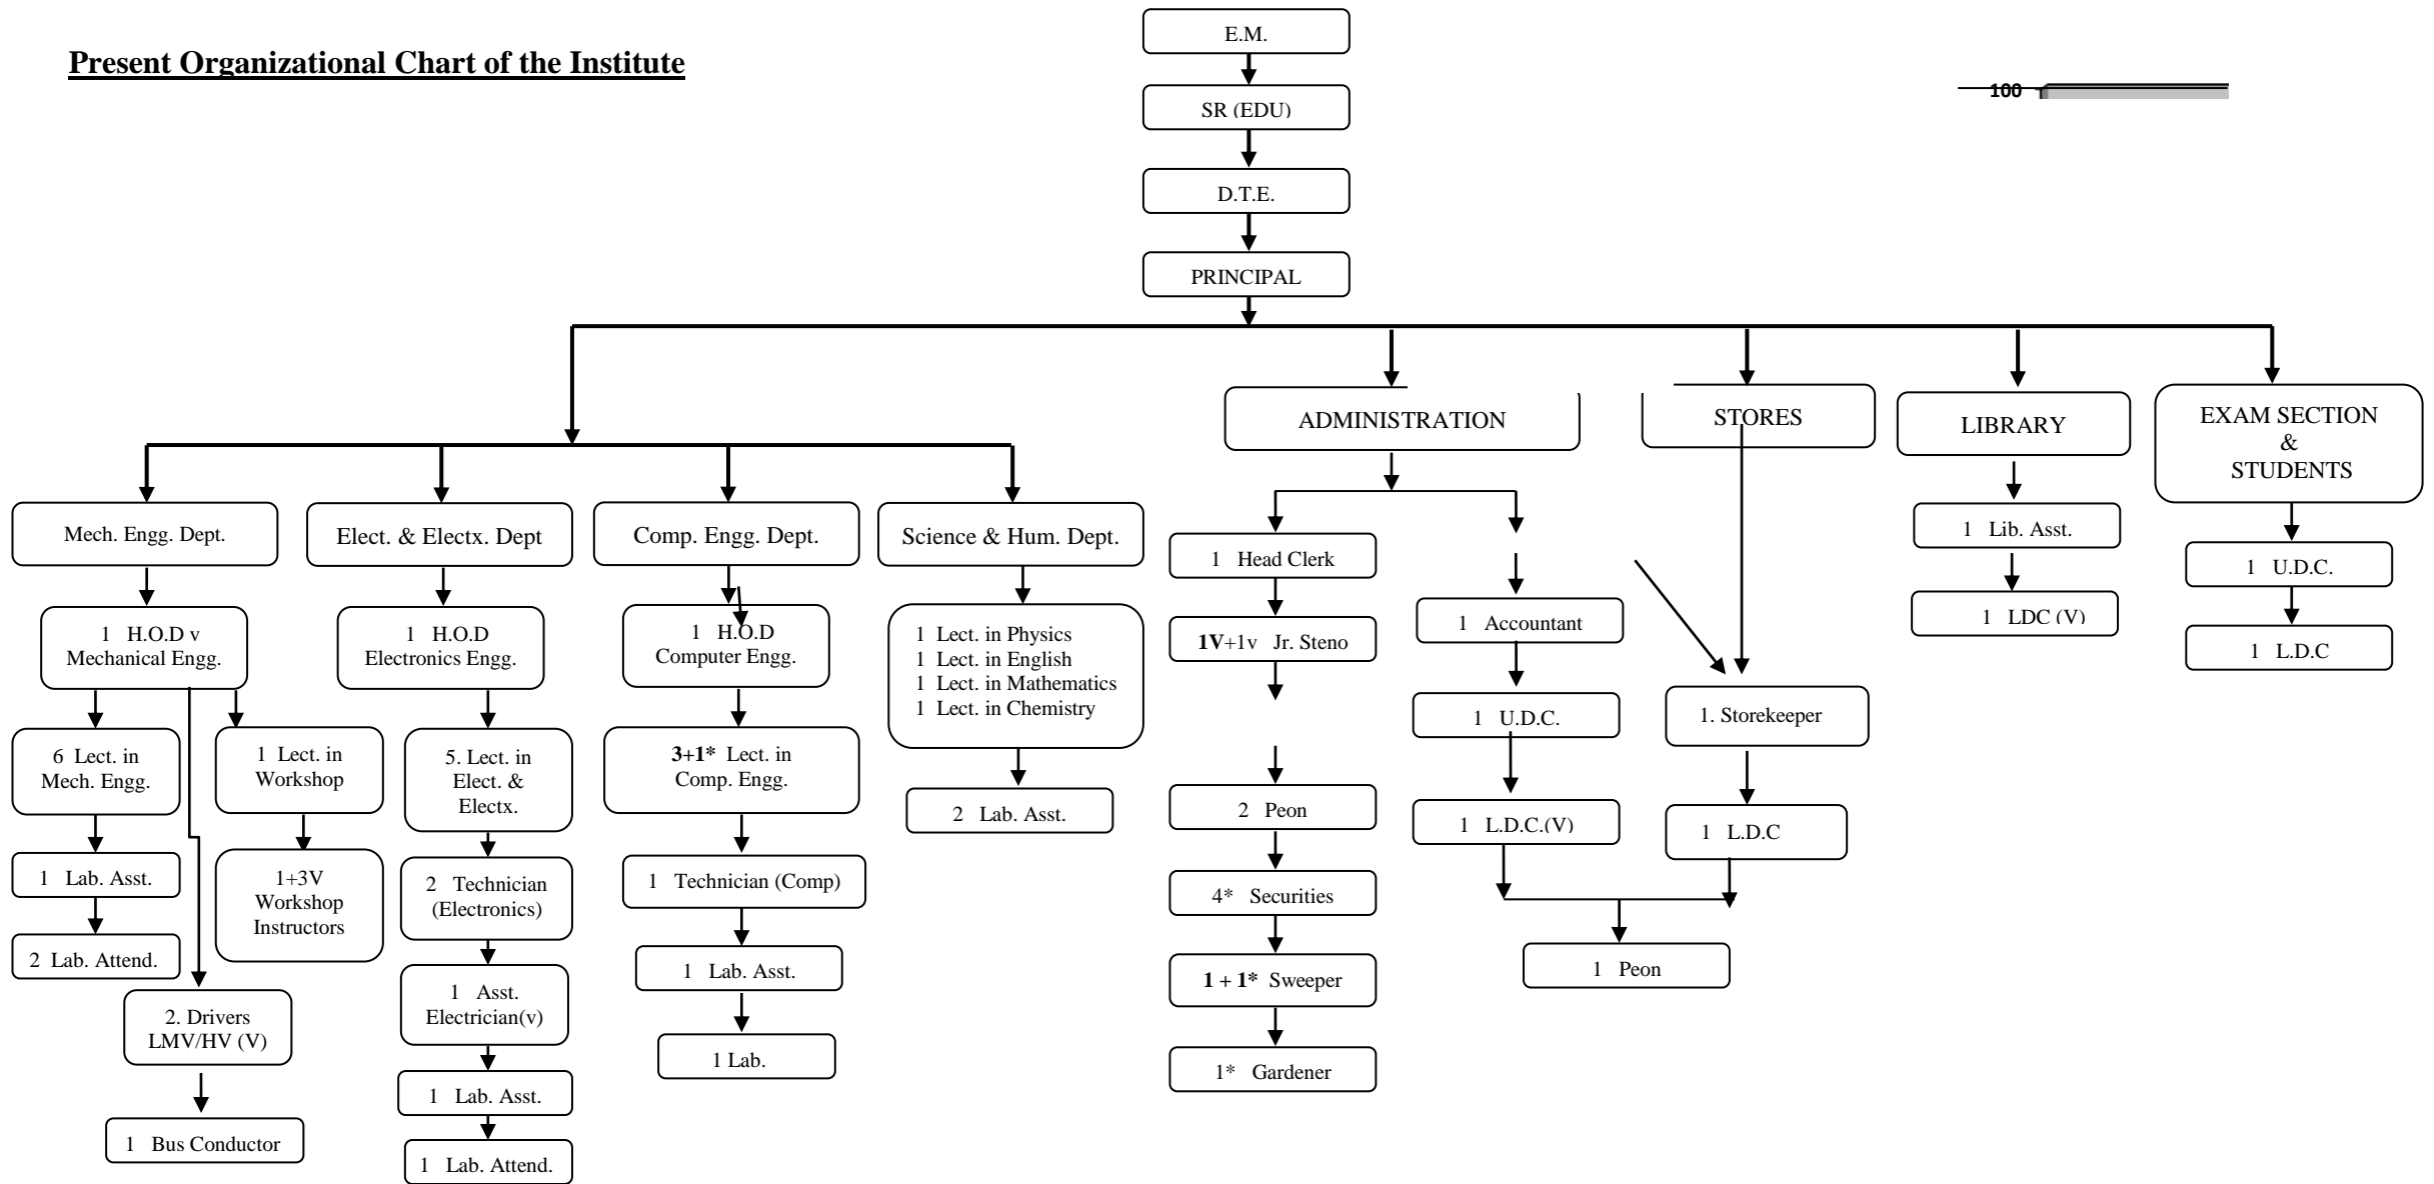 Present Organizational Chart of the Institute
100
E.M.
SR (EDU)
D.T.E.
PRINCIPAL
ADMINISTRATION
STORES
LIBRARY
EXAM SECTION
&
STUDENTS
Mech. Engg. Dept.
Elect. & Electx. Dept
Comp. Engg. Dept.
Science & Hum. Dept.
1 H.O.D v
Mechanical Engg.
6 Lect. in
Mech. Engg.
1 Lab. Asst.
2 Lab. Attend.
1 Lect. in
Workshop
1+3V
Workshop
Instructors
2. Drivers
LMV/HV (V)
1 Bus Conductor
1 H.O.D
Electronics Engg.
5. Lect. in
Elect. &
Electx.
2 Technician
(Electronics)
1 Asst.
Electrician(v)
1 Lab. Asst.
1 Lab. Attend.
1 H.O.D
Computer Engg.
3+1* Lect. in
Comp. Engg.
1 Technician (Comp)
1 Lab. Asst.
1 Lab.
1 Lect. in Physics
1 Lect. in English
1 Lect. in Mathematics
1 Lect. in Chemistry
2 Lab. Asst.
1 Head Clerk
1V+1v Jr. Steno
2 Peon
4* Securities
1 + 1* Sweeper
1* Gardener
1 Accountant
1 U.D.C.
1 L.D.C.(V)
1. Storekeeper
1 L.D.C
1 Peon
1 Lib. Asst.
1 LDC (V)
1 U.D.C.
1 L.D.C